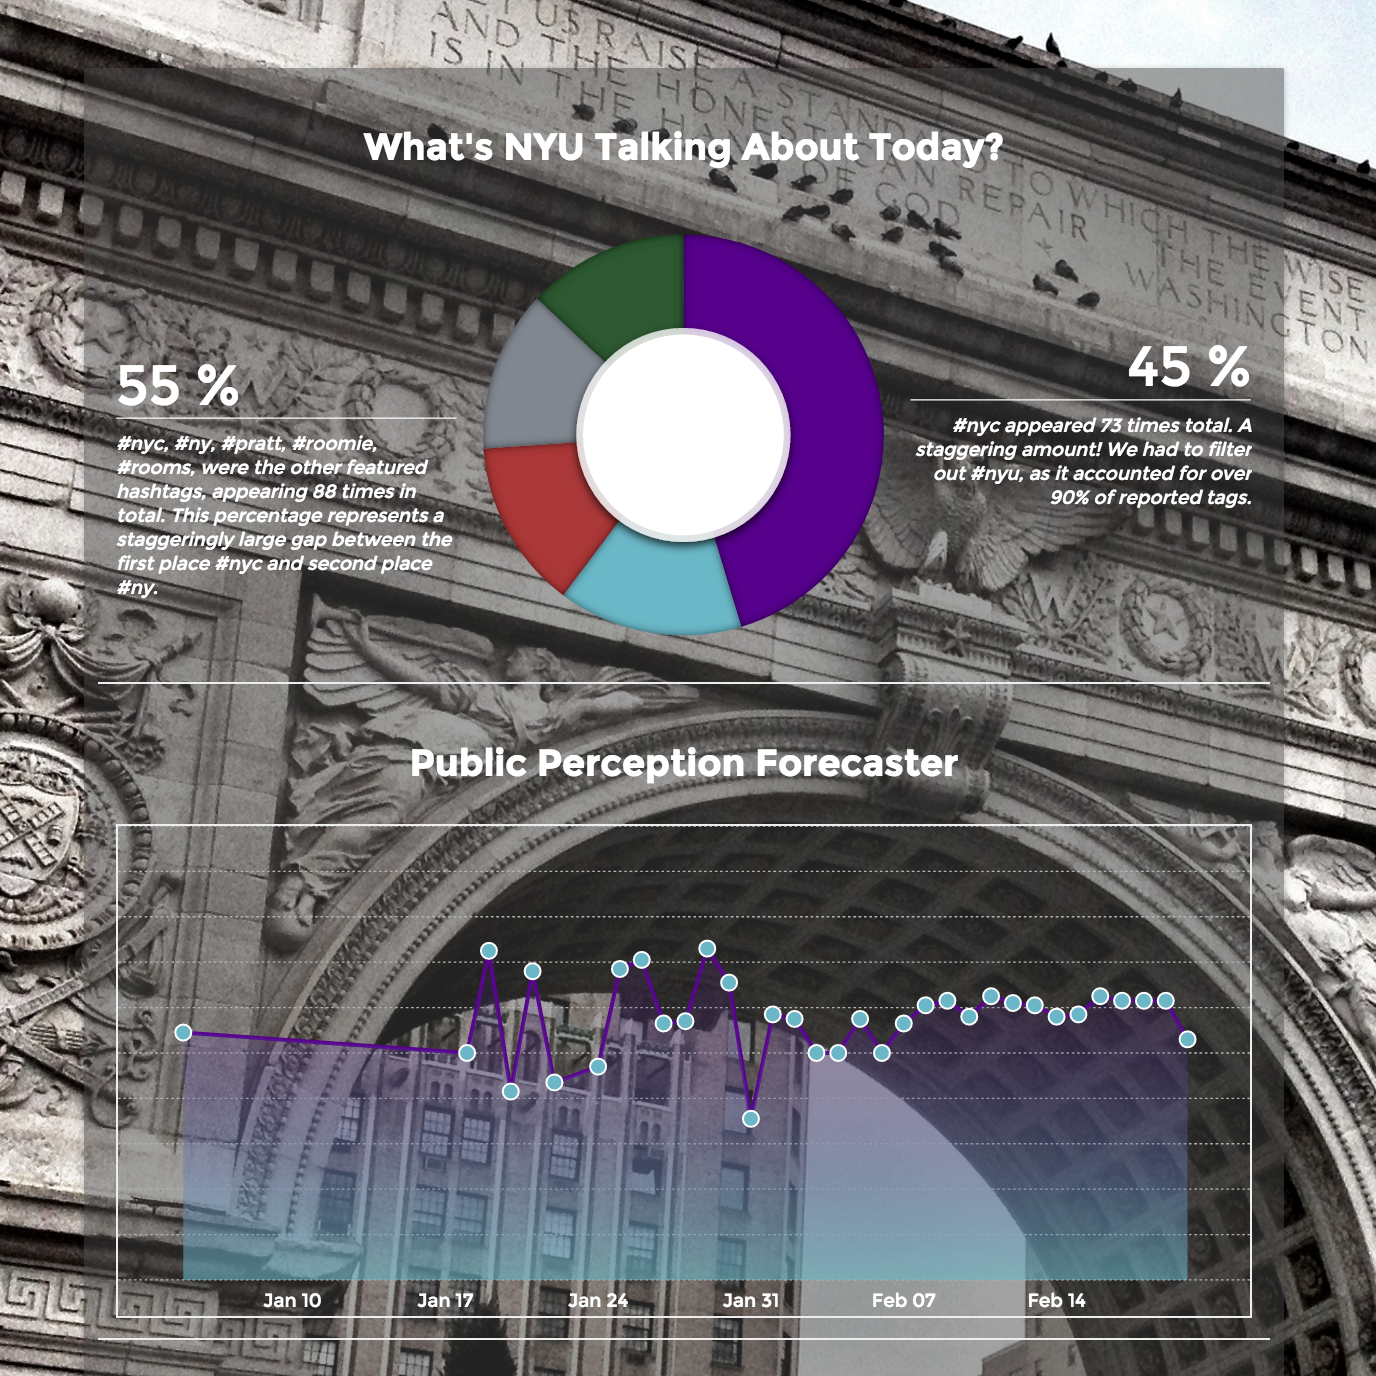 LET US RAISE A STANDARD TO WHICH THE WISE
AND THE HONEST CAN REPAIR THE EVENT
IS IN THE HAND OF GOD WASHINGTON
What's NYU Talking About Today?
55 %
#nyc, #ny, #pratt, #roomie,
#rooms, were the other featured
hashtags, appearing 88 times in
total. This percentage represents a
staggeringly large gap between the
first place #nyc and second place
#ny.
45 %
#nyc appeared 73 times total. A
staggering amount! We had to filter
out #nyu, as it accounted for over
90% of reported tags.
Public Perception Forecaster
Jan 10 Jan 17 Jan 24 Jan 31 Feb 07 Feb 14